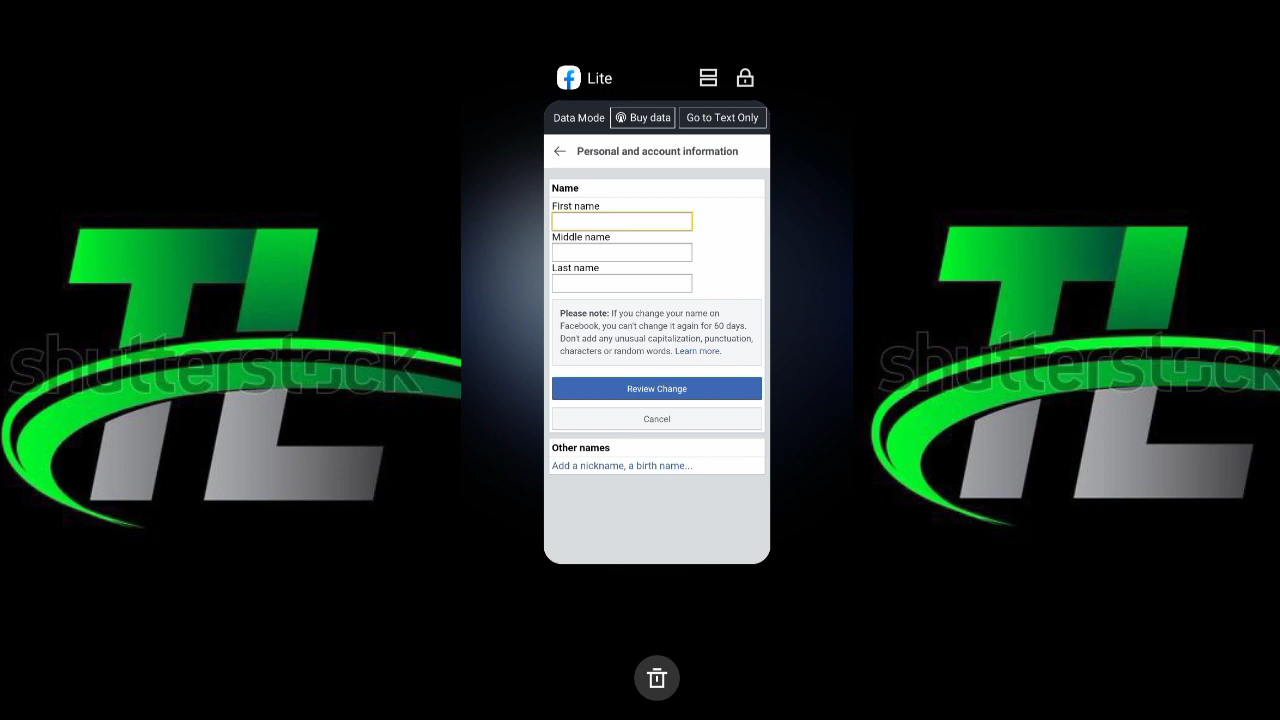 Lite
Data Mode Buy data Go to Text Only
Personal and account information
Name
First name
Middle name
Last name
Please note: If you change your name on
Facebook, you can't change it again for 60 days.
Don't add any unusual capitalization, punctuation,
characters or random words. Learn more.
Review Change
Cancel
Other names
Add a nickname, a birth name...
TL
shutterstock
TL
shutterstock